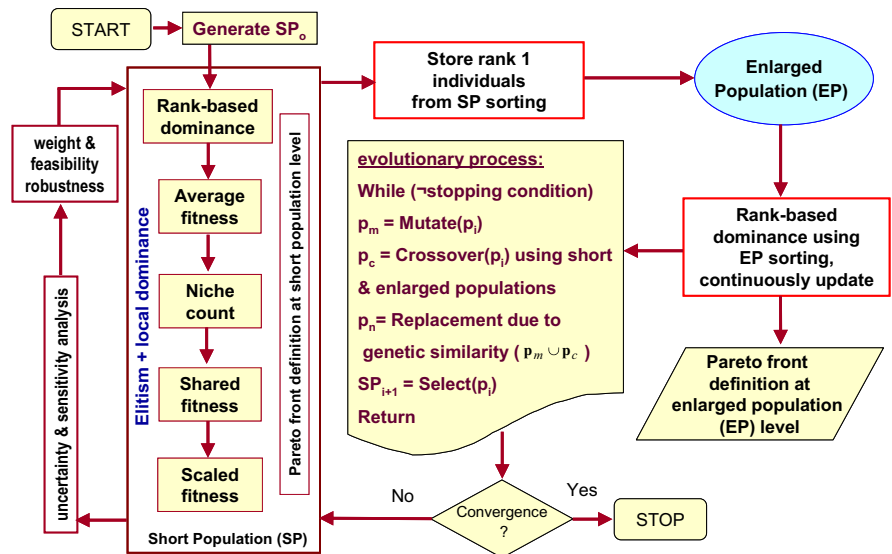 START
Generate SPo
Rank-based
dominance
Average
fitness
Niche
count
Shared
fitness
Scaled
fitness
Elitism + local dominance
Pareto front definition at short population level
Short Population (SP)
weight &
feasibility
robustness
uncertainty & sensitivity analysis
Store rank 1
individuals
from SP sorting
Enlarged
Population (EP)
Rank-based
dominance using
EP sorting,
continuously update
Pareto front
definition at
enlarged population
(EP) level
evolutionary process:
While (¬stopping condition)
pm = Mutate(pi)
pc = Crossover(pi) using short
& enlarged populations
pn= Replacement due to
genetic similarity ( pm ∪ pc )
SPi+1 = Select(pi)
Return
Convergence
?
No
Yes
STOP